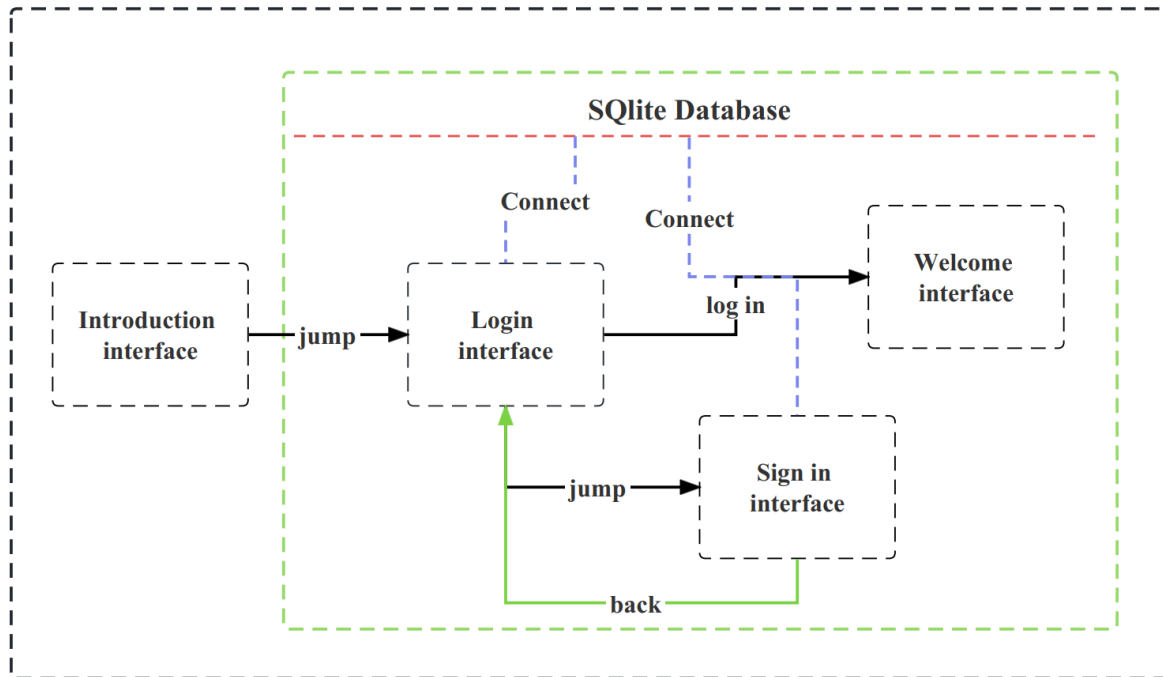 SQlite Database
Connect
Connect
Welcome
interface
Introduction
interface
jump
Login
interface
log in
Sign in
interface
jump
back